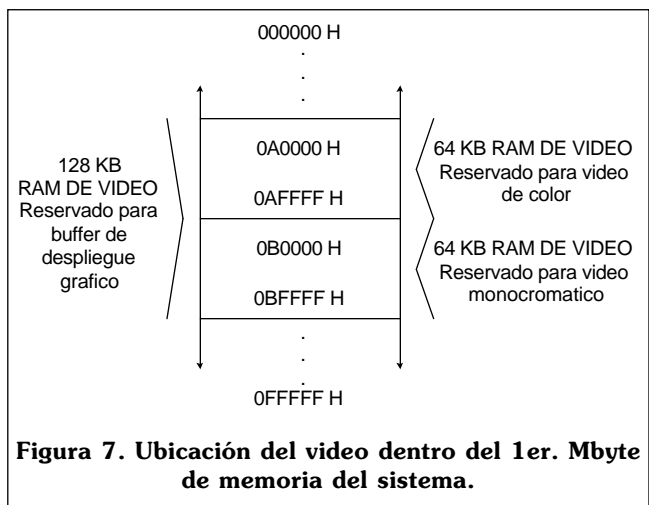 000000 H
.
.
.
128 KB
RAM DE VIDEO
Reservado para
buffer de
despliegue
grafico
0A0000 H
0AFFFF H
0B0000 H
0BFFFF H
64 KB RAM DE VIDEO
Reservado para video
de color
64 KB RAM DE VIDEO
Reservado para video
monocromatico
.
.
.
0FFFFF H
Figura 7. Ubicación del video dentro del 1er. Mbyte
de memoria del sistema.